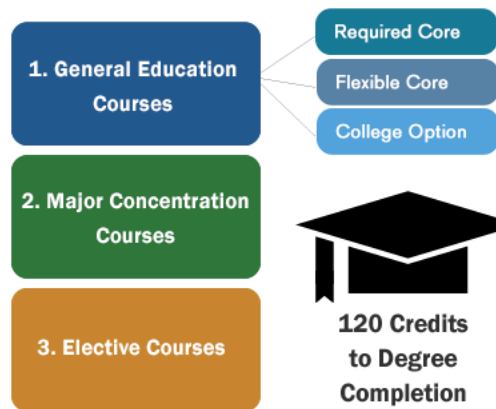 1. General Education
Courses
Required Core
Flexible Core
College Option
2. Major Concentration
Courses
3. Elective Courses
120 Credits
to Degree
Completion